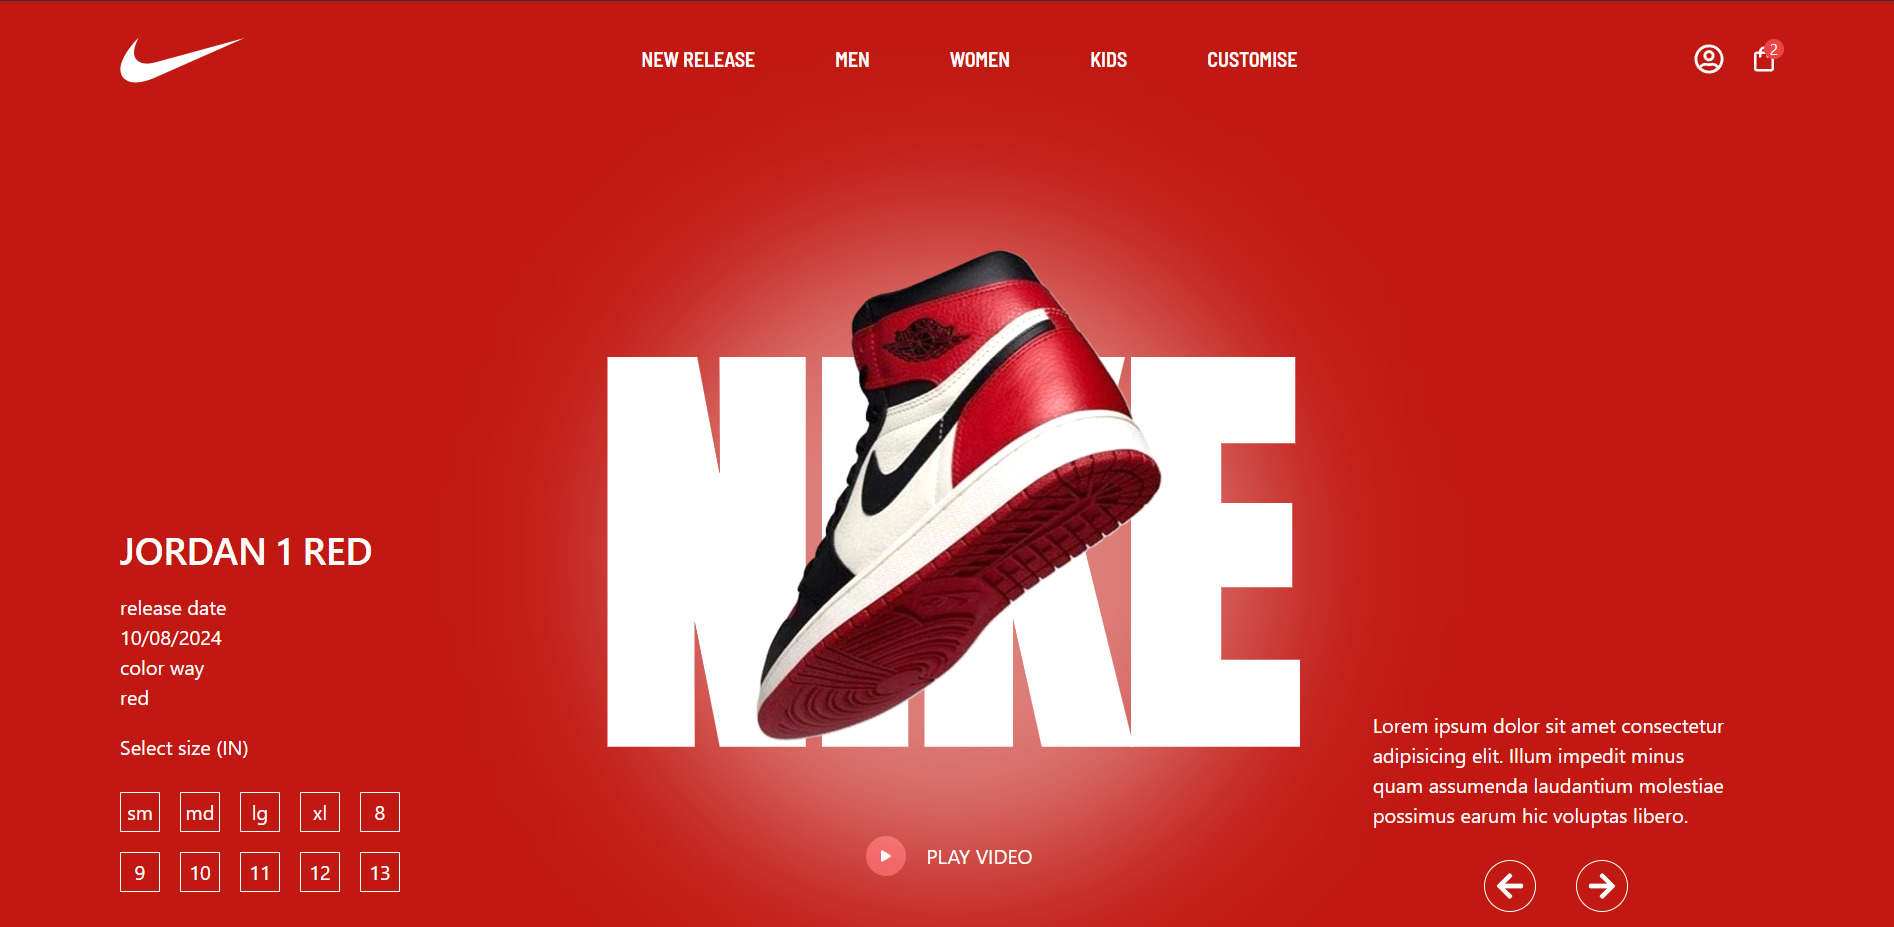 NEW RELEASE MEN WOMEN KIDS CUSTOMISE
2
NIKE
JORDAN 1 RED
release date
10/08/2024
color way
red
Select size (IN)
sm md lg xl 8
9 10 11 12 13
PLAY VIDEO
Lorem ipsum dolor sit amet consectetur
adipisicing elit. Illum impedit minus
quam assumenda laudantium molestiae
possimus earum hic voluptas libero.